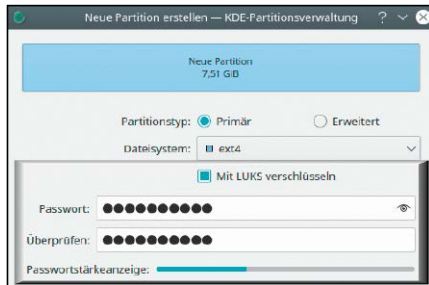 Neue Partition erstellen — KDE-Partitionsverwaltung
Neue Partition
7,51 GiB
Partitionstyp: Primär Erweitert
Dateisystem: ext4
Mit LUKS verschlüsseln
Passwort:
Überprüfen:
Passwortstärkeanzeige: